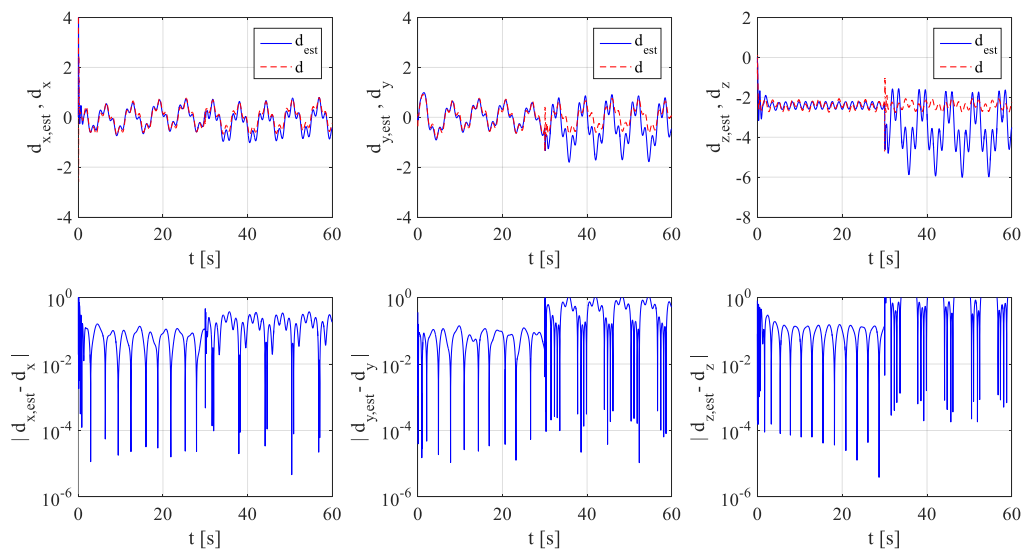 4
2
0
-2
-4
0
20
40
60
d_x,est , d_x
t [s]
d_est
d
4
2
0
-2
-4
0
20
40
60
d_y,est , d_y
t [s]
d_est
d
2
0
-2
-4
-6
-8
0
20
40
60
d_z,est , d_z
t [s]
d_est
d
10^0
10^-2
10^-4
10^-6
0
20
40
60
| d_x,est - d_x |
t [s]
10^0
10^-2
10^-4
10^-6
0
20
40
60
| d_y,est - d_y |
t [s]
10^0
10^-2
10^-4
10^-6
0
20
40
60
| d_z,est - d_z |
t [s]